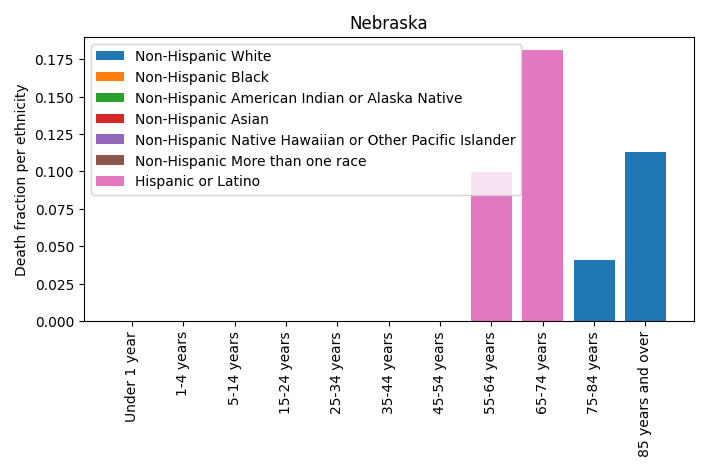 Nebraska
Death fraction per ethnicity
0.175
0.150
0.125
0.100
0.075
0.050
0.025
0.000
Non-Hispanic White
Non-Hispanic Black
Non-Hispanic American Indian or Alaska Native
Non-Hispanic Asian
Non-Hispanic Native Hawaiian or Other Pacific Islander
Non-Hispanic More than one race
Hispanic or Latino
Under 1 year
1-4 years
5-14 years
15-24 years
25-34 years
35-44 years
45-54 years
55-64 years
65-74 years
75-84 years
85 years and over